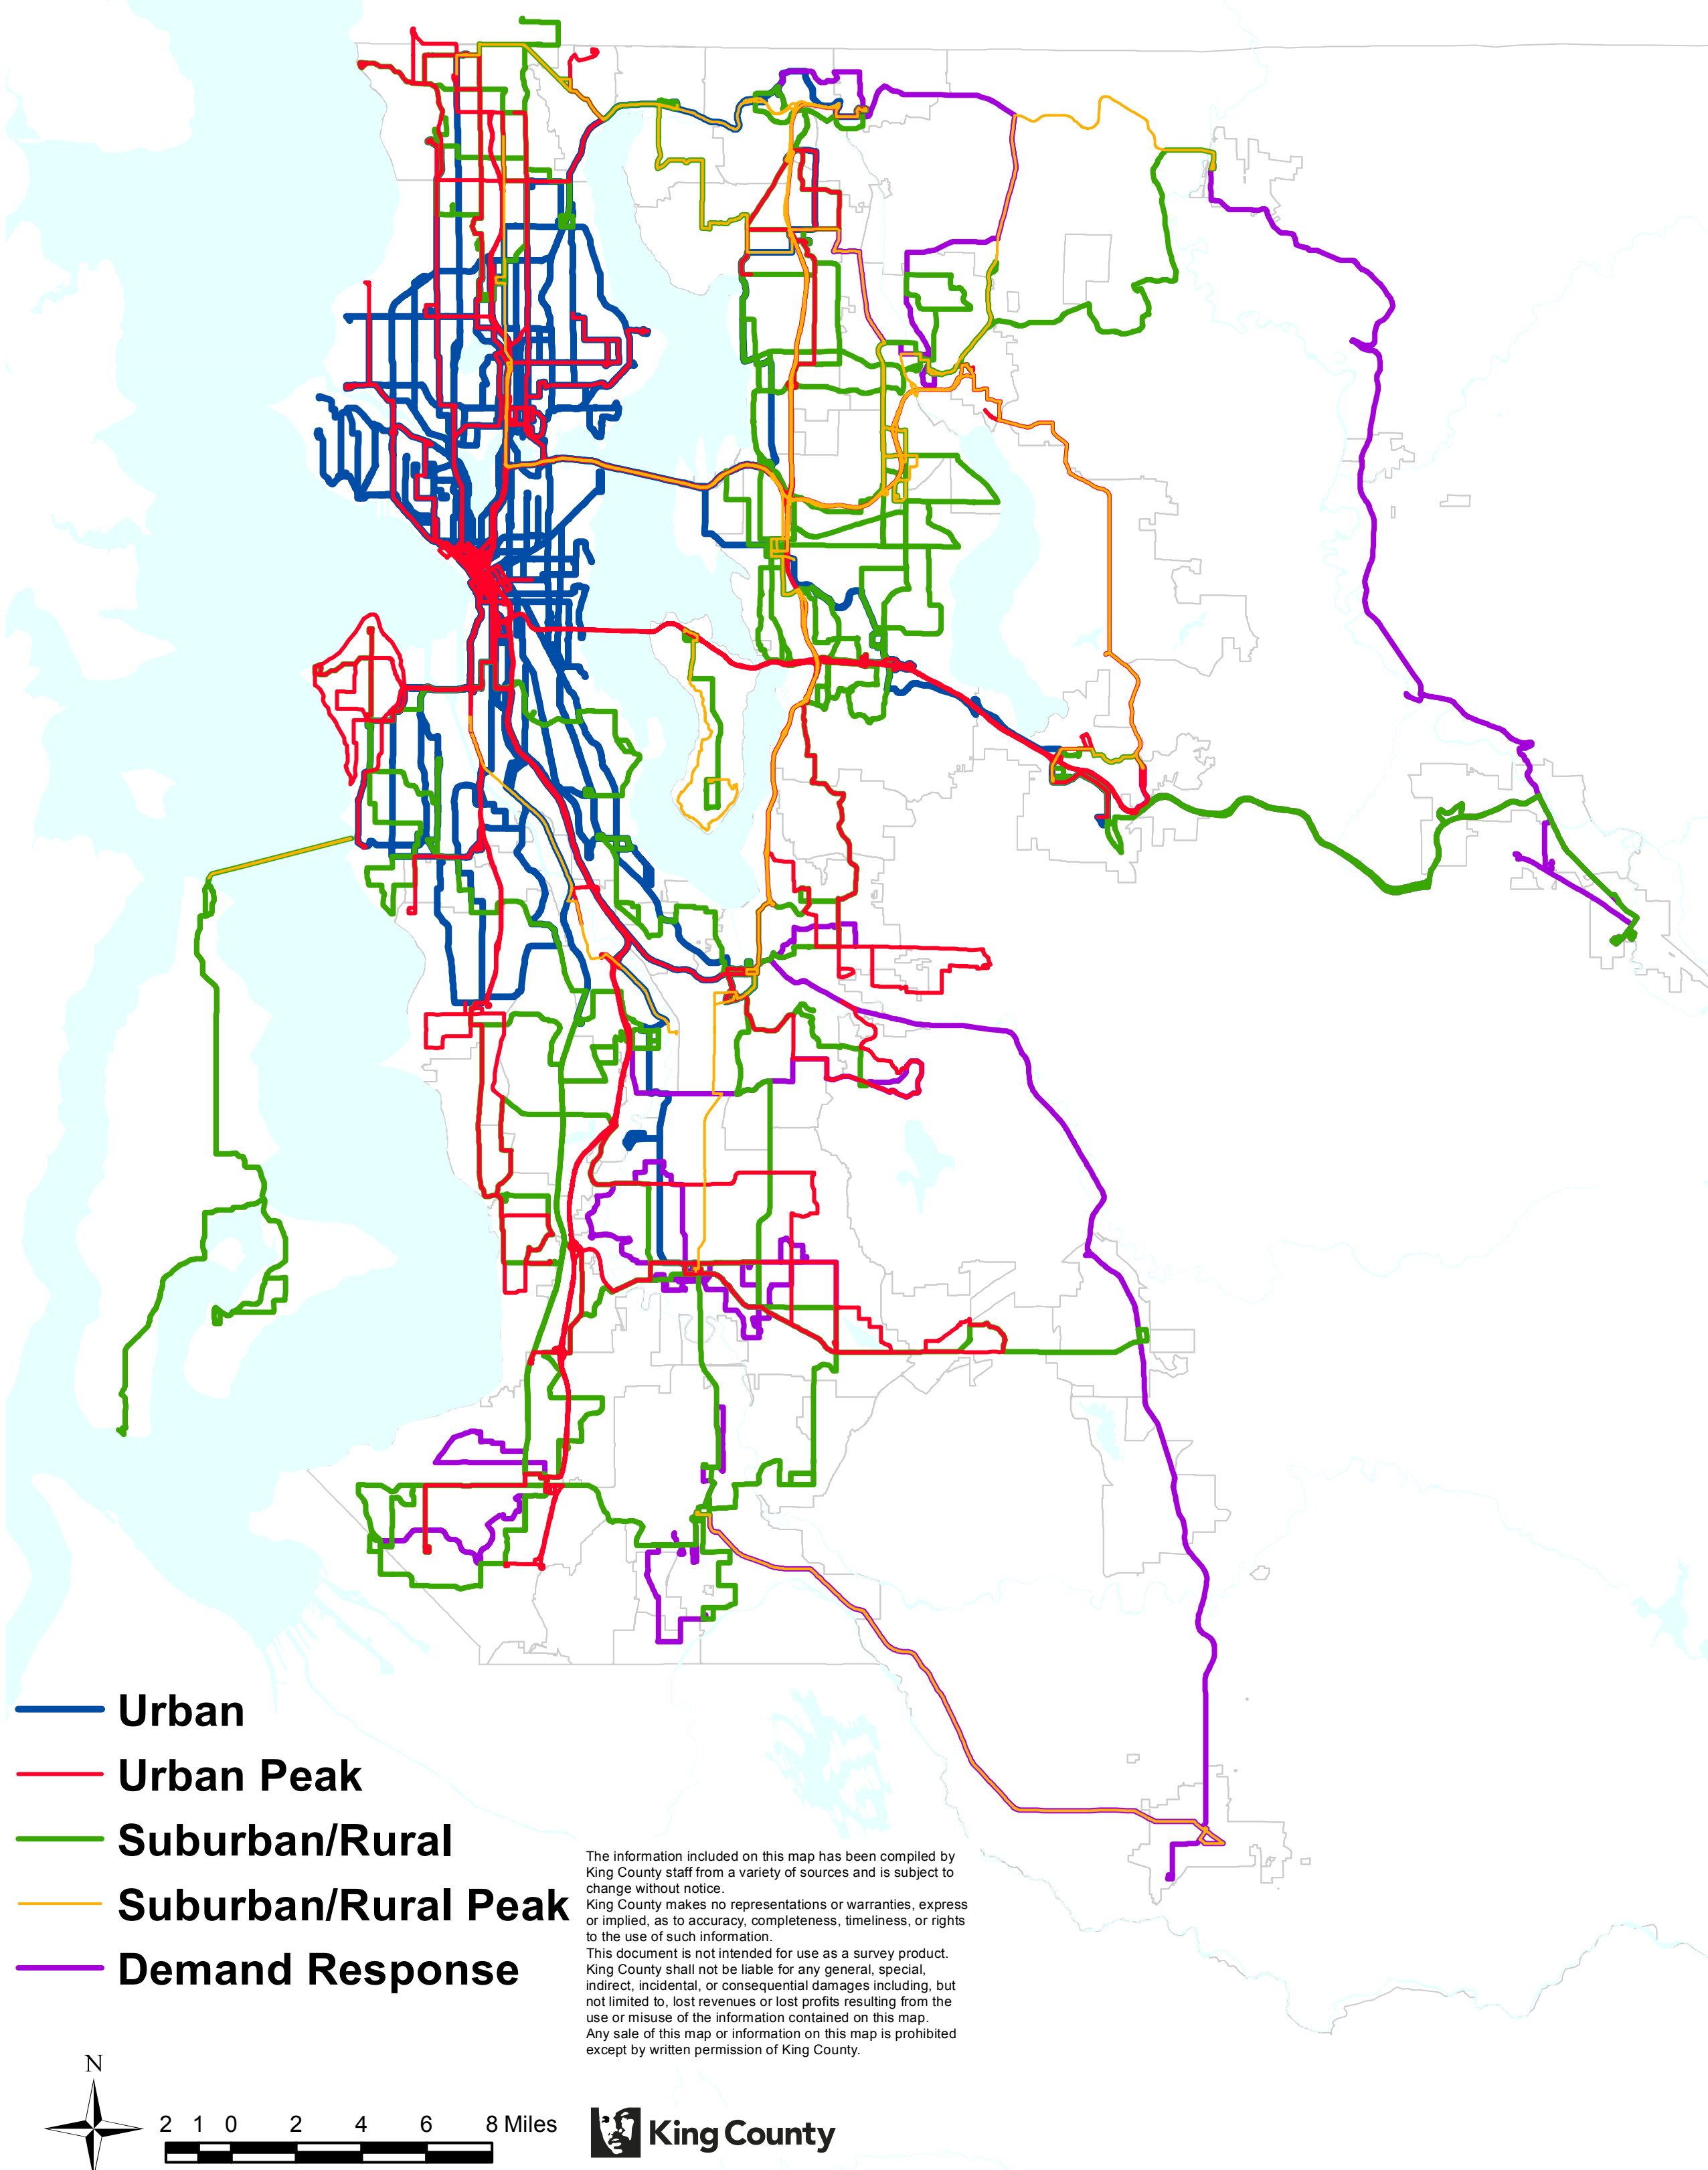 Urban
Urban Peak
Suburban/Rural
Suburban/Rural Peak
Demand Response
The information included on this map has been compiled by
King County staff from a variety of sources and is subject to
change without notice.
King County makes no representations or warranties, express
or implied, as to accuracy, completeness, timeliness, or rights
to the use of such information.
This document is not intended for use as a survey product.
King County shall not be liable for any general, special,
indirect, incidental, or consequential damages including, but
not limited to, lost revenues or lost profits resulting from the
use or misuse of the information contained on this map.
Any sale of this map or information on this map is prohibited
except by written permission of King County.
N
2 1 0 2 4 6 8 Miles
King County